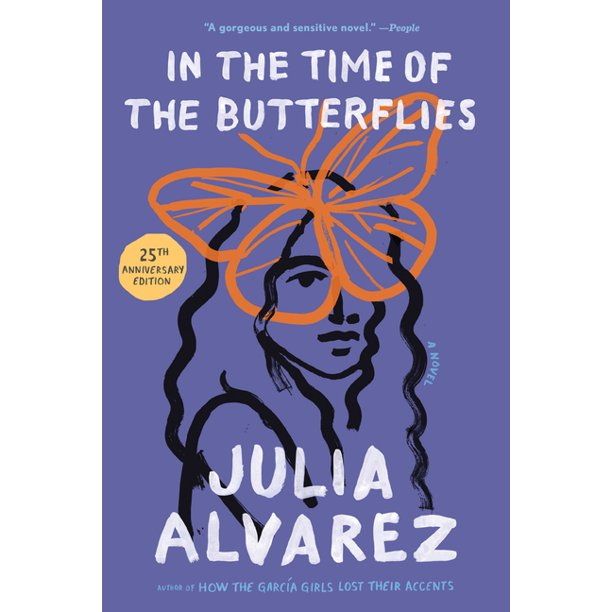 “A gorgeous and sensitive novel.” —People
IN THE TIME OF
THE BUTTERFLIES
25TH
ANNIVERSARY
EDITION
A NOVEL
JULIA
ALVAREZ
AUTHOR OF HOW THE GARCÍA GIRLS LOST THEIR ACCENTS